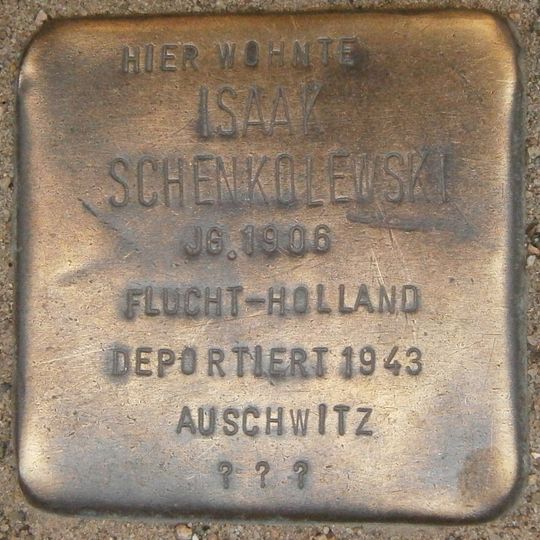 HIER WOHNTE
ISAAK
SCHENKOLEWSKI
JG. 1906
FLUCHT-HOLLAND
DEPORTIERT 1943
AUSCHWITZ
? ? ?